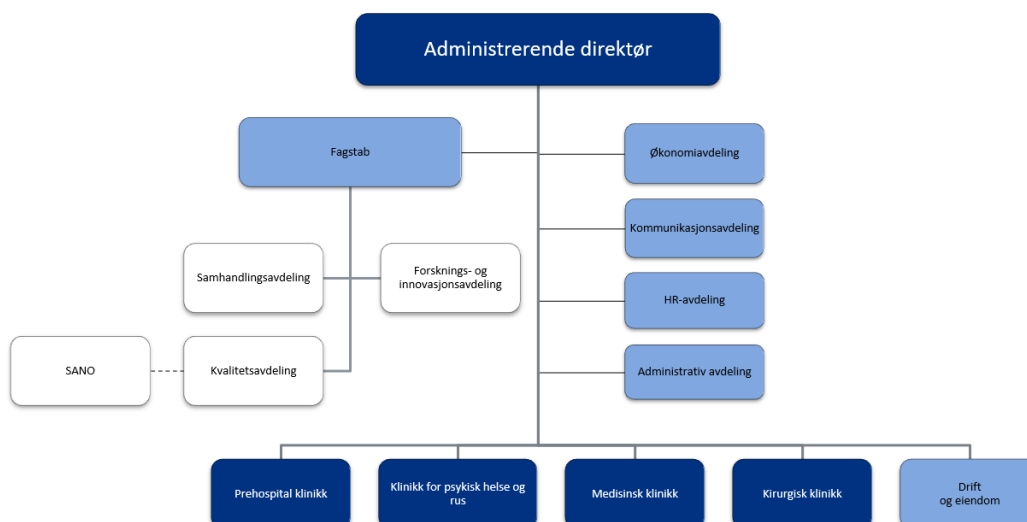 Administrerende direktør
Fagstab
Økonomiavdeling
Kommunikasjonsavdeling
Samhandlingsavdeling
Forsknings- og
innovasjonsavdeling
HR-avdeling
SANO
Kvalitetsavdeling
Administrativ avdeling
Prehospital klinikk
Klinikk for psykisk helse og
rus
Medisinsk klinikk
Kirurgisk klinikk
Drift
og eiendom